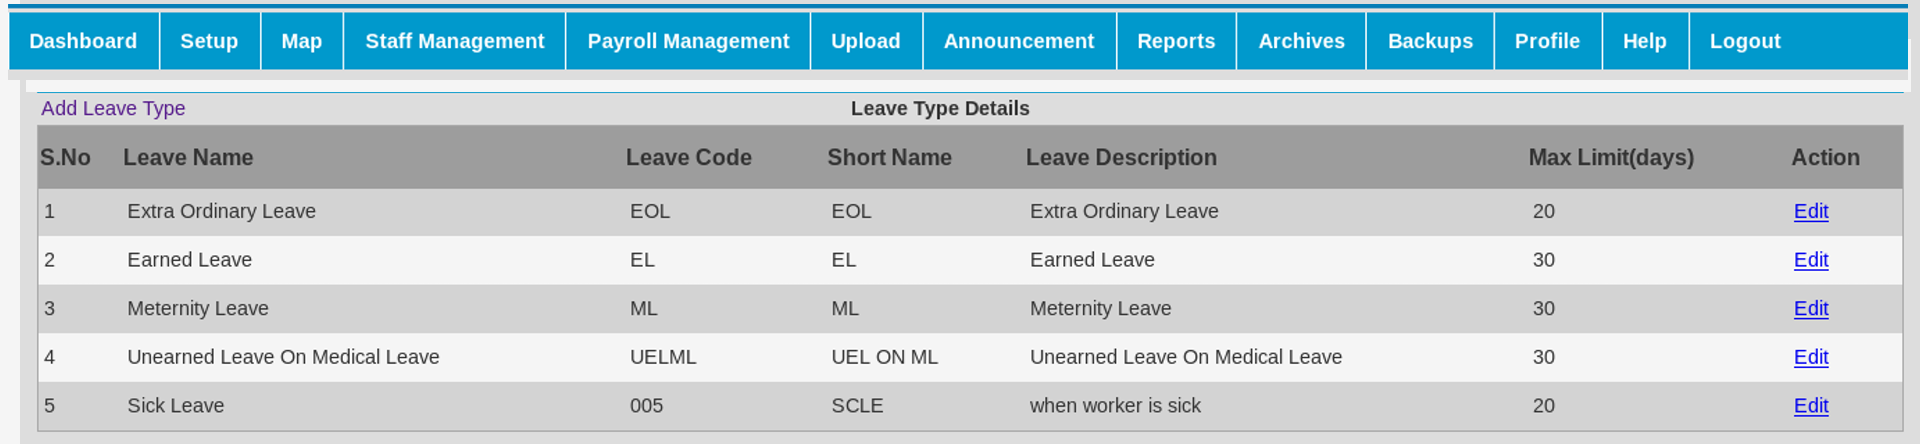 Dashboard Setup Map Staff Management Payroll Management Upload Announcement Reports Archives Backups Profile Help Logout
Add Leave Type Leave Type Details
S.No Leave Name Leave Code Short Name Leave Description Max Limit(days) Action
1 Extra Ordinary Leave EOL EOL Extra Ordinary Leave 20 Edit
2 Earned Leave EL EL Earned Leave 30 Edit
3 Meternity Leave ML ML Meternity Leave 30 Edit
4 Unearned Leave On Medical Leave UELML UEL ON ML Unearned Leave On Medical Leave 30 Edit
5 Sick Leave 005 SCLE when worker is sick 20 Edit